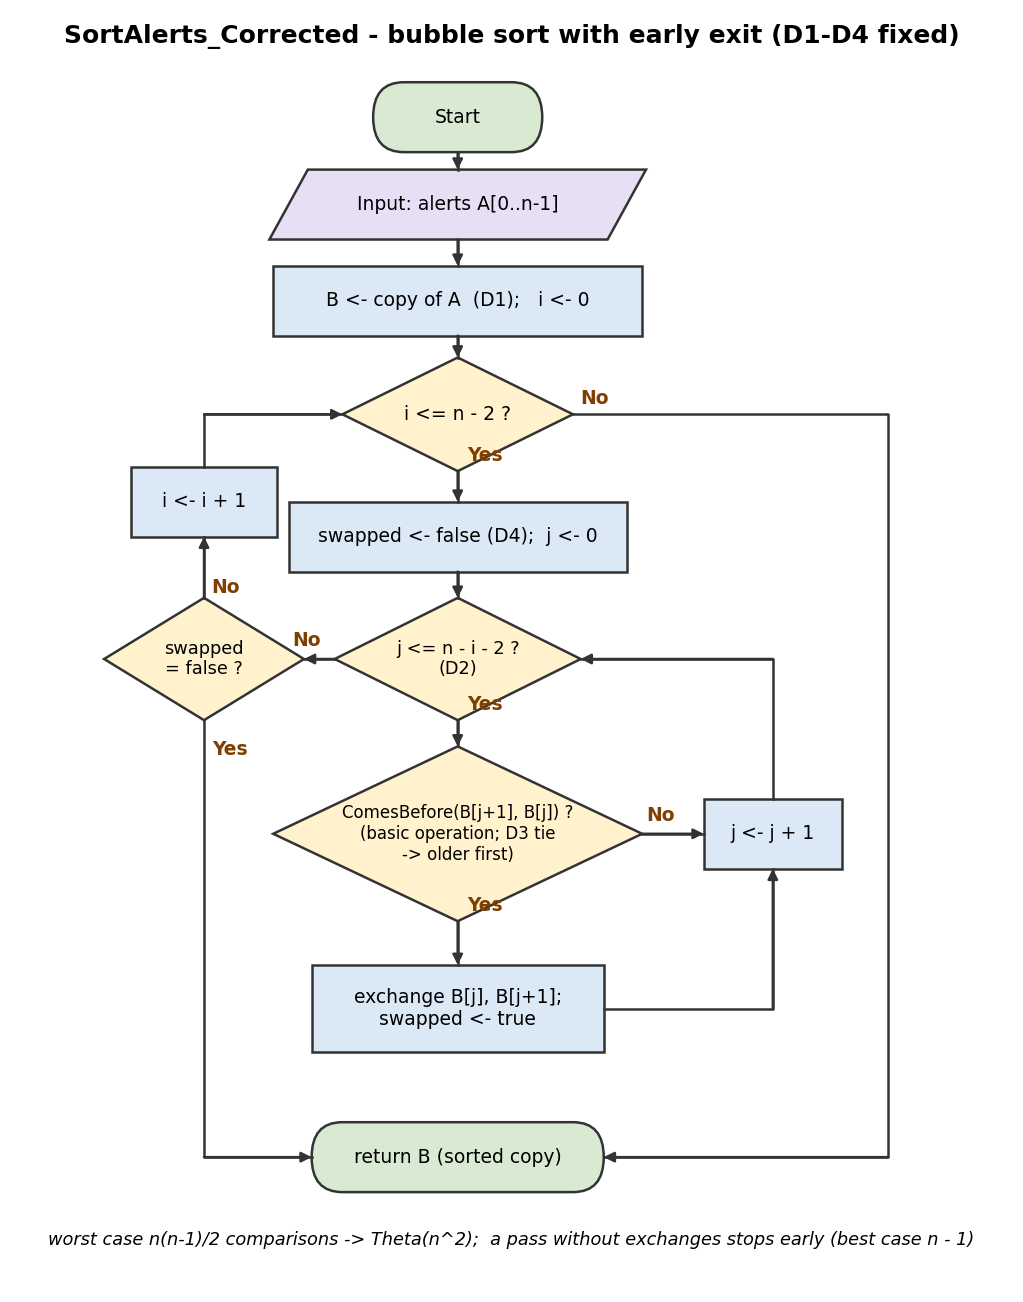 SortAlerts_Corrected - bubble sort with early exit (D1-D4 fixed)
Start
Input: alerts A[0..n-1]
B <- copy of A  (D1);   i <- 0
i <= n - 2 ?
No
Yes
i <- i + 1
swapped <- false (D4);  j <- 0
No
swapped
= false ?
No
j <= n - i - 2 ?
(D2)
Yes
Yes
ComesBefore(B[j+1], B[j]) ?
(basic operation; D3 tie
-> older first)
No
j <- j + 1
Yes
exchange B[j], B[j+1];
swapped <- true
return B (sorted copy)
worst case n(n-1)/2 comparisons -> Theta(n^2);  a pass without exchanges stops early (best case n - 1)